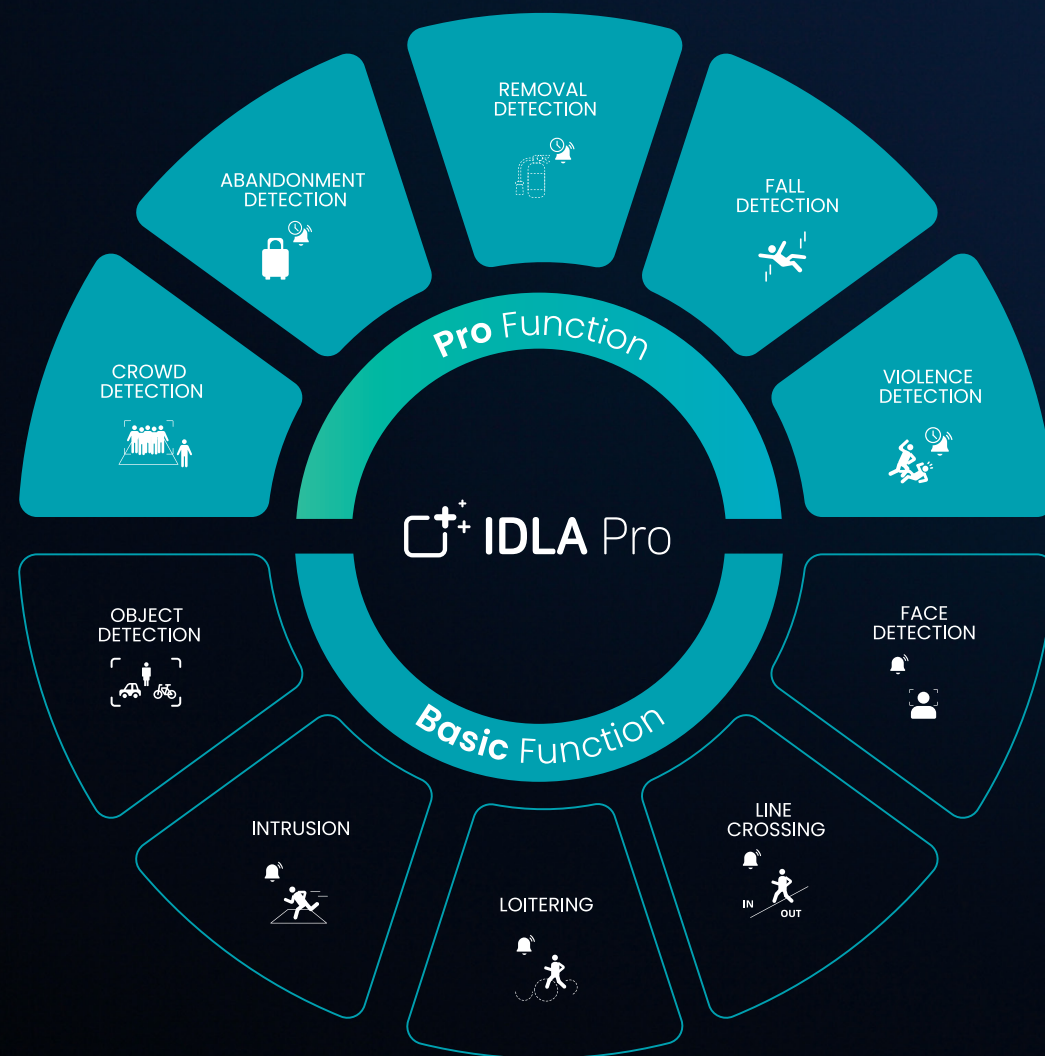 REMOVAL
DETECTION
ABANDONMENT
DETECTION
FALL
DETECTION
CROWD
DETECTION
VIOLENCE
DETECTION
Pro Function
IDLA Pro
Basic Function
OBJECT
DETECTION
FACE
DETECTION
INTRUSION
LINE
CROSSING
IN
OUT
LOITERING